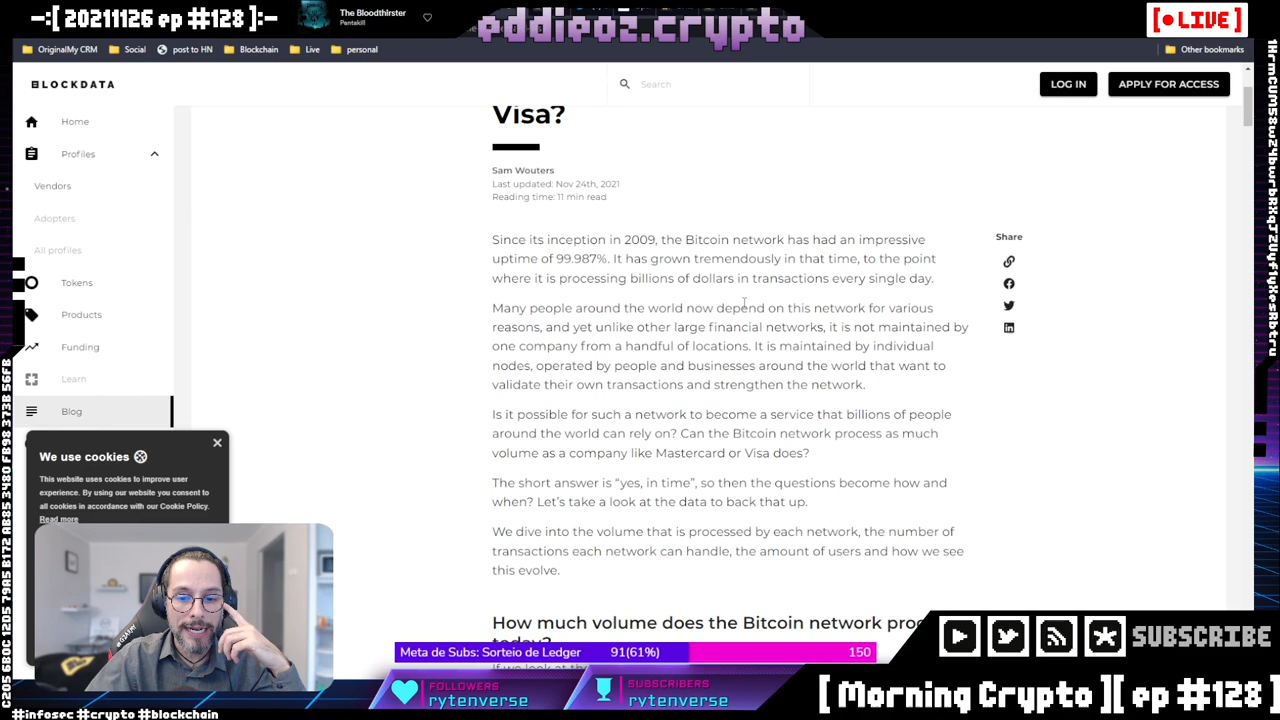 -:[ 20211126 ep #128 ]:-
The Bloodthirster
Pentakill
eddieoz.crypto
[● LIVE]
OriginalMy CRM
Social
post to HN
Blockchain
Live
personal
Other bookmarks
BLOCKDATA
Search
LOG IN
APPLY FOR ACCESS
Home
Profiles
Vendors
Adopters
All profiles
Tokens
Products
Funding
Learn
Blog
Visa?
Sam Wouters
Last updated: Nov 24th, 2021
Reading time: 11 min read
Since its inception in 2009, the Bitcoin network has had an impressive
uptime of 99.987%. It has grown tremendously in that time, to the point
where it is processing billions of dollars in transactions every single day.
Many people around the world now depend on this network for various
reasons, and yet unlike other large financial networks, it is not maintained by
one company from a handful of locations. It is maintained by individual
nodes, operated by people and businesses around the world that want to
validate their own transactions and strengthen the network.
Is it possible for such a network to become a service that billions of people
around the world can rely on? Can the Bitcoin network process as much
volume as a company like Mastercard or Visa does?
The short answer is “yes, in time”, so then the questions become how and
when? Let’s take a look at the data to back that up.
We dive into the volume that is processed by each network, the number of
transactions each network can handle, the amount of users and how we see
this evolve.
How much volume does the Bitcoin network pro
today?
If we look at the
Share
We use cookies
This website uses cookies to improve user
experience. By using our website you consent to
all cookies in accordance with our Cookie Policy.
Read more
Meta de Subs: Sorteio de Ledger
91(61%)
150
FOLLOWERS
rytenverse
SUBSCRIBERS
rytenverse
SUBSCRIBE
[ Morning Crypto ][ ep #128 ]
#infosec #crypto #blockchain